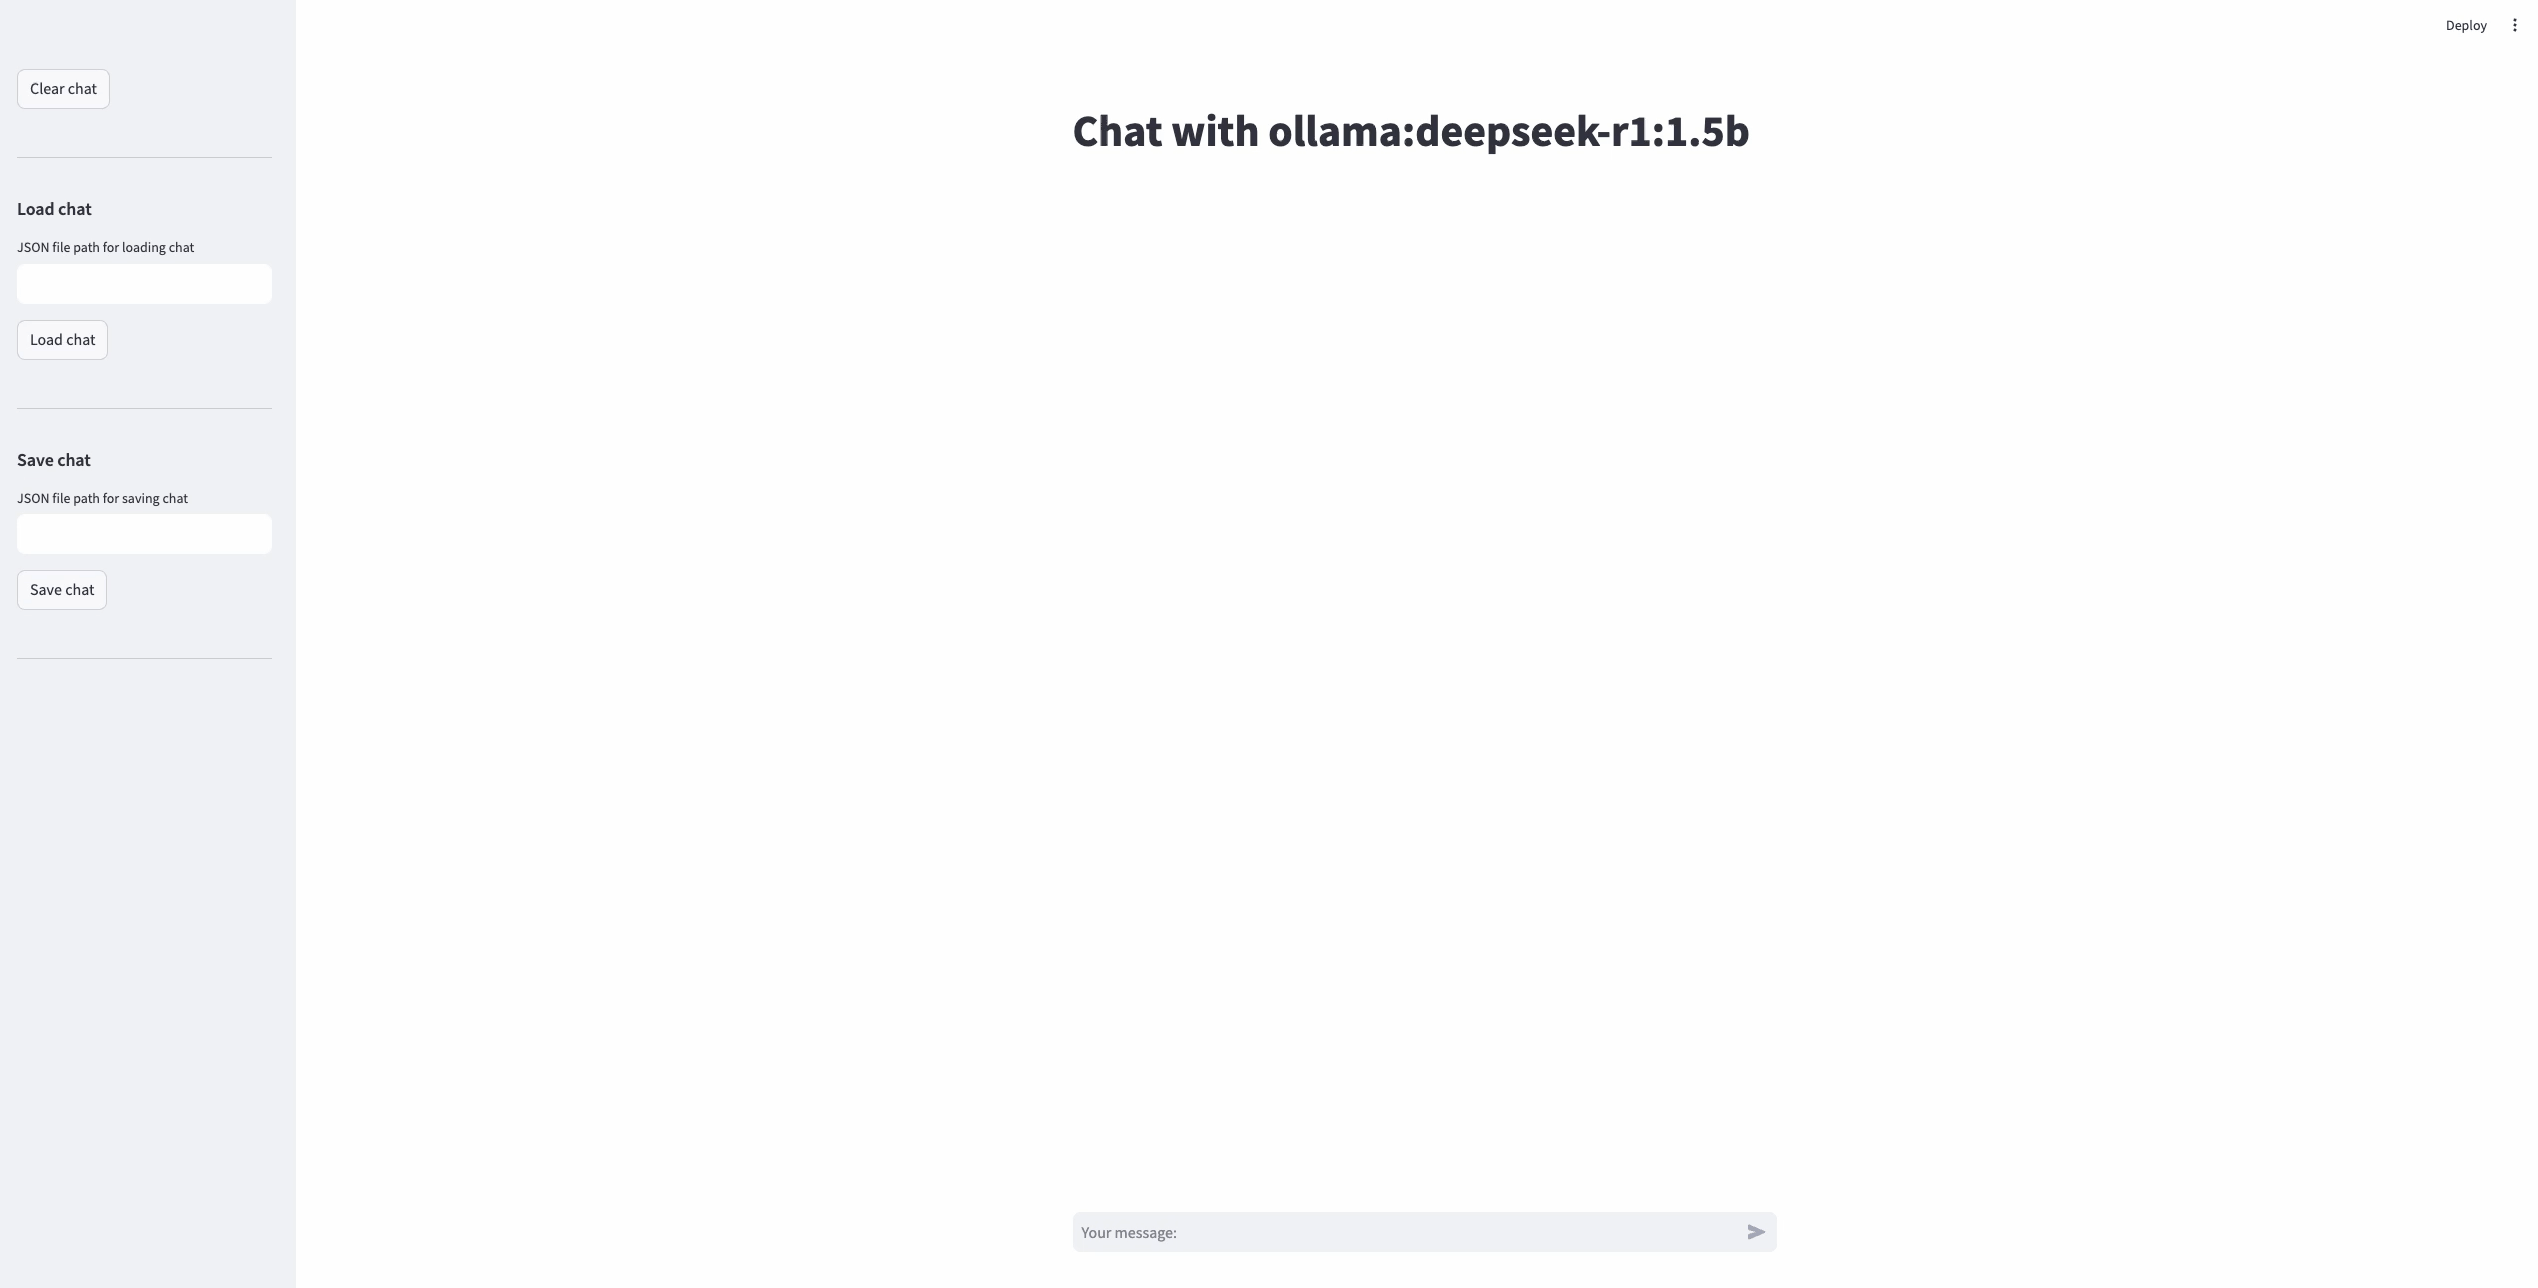 Deploy
Clear chat
Load chat
JSON file path for loading chat
Load chat
Save chat
JSON file path for saving chat
Save chat
Chat with ollama:deepseek-r1:1.5b
Your message: